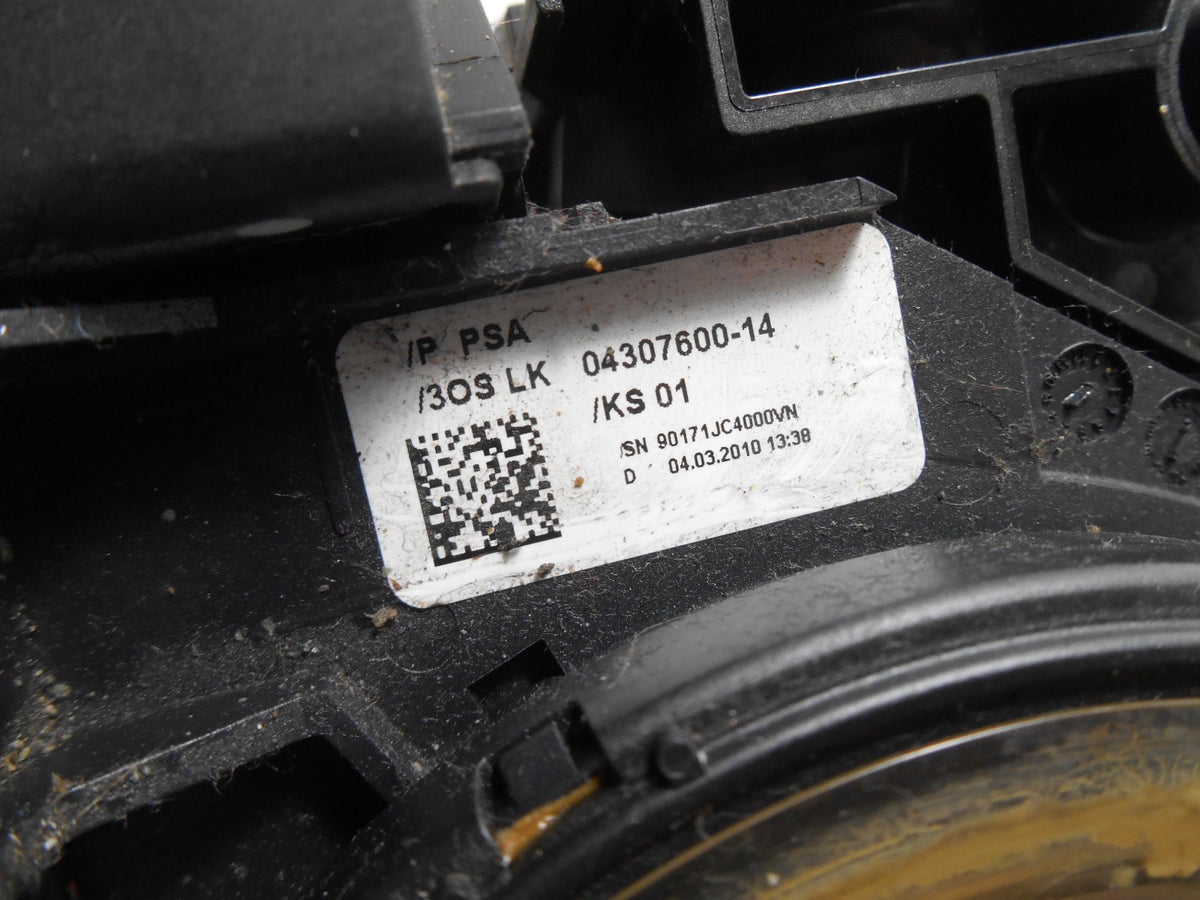 /P PSA
/3OS LK 04307600-14
/KS 01
/SN 90171JC4000VN
D 04.03.2010 13:38